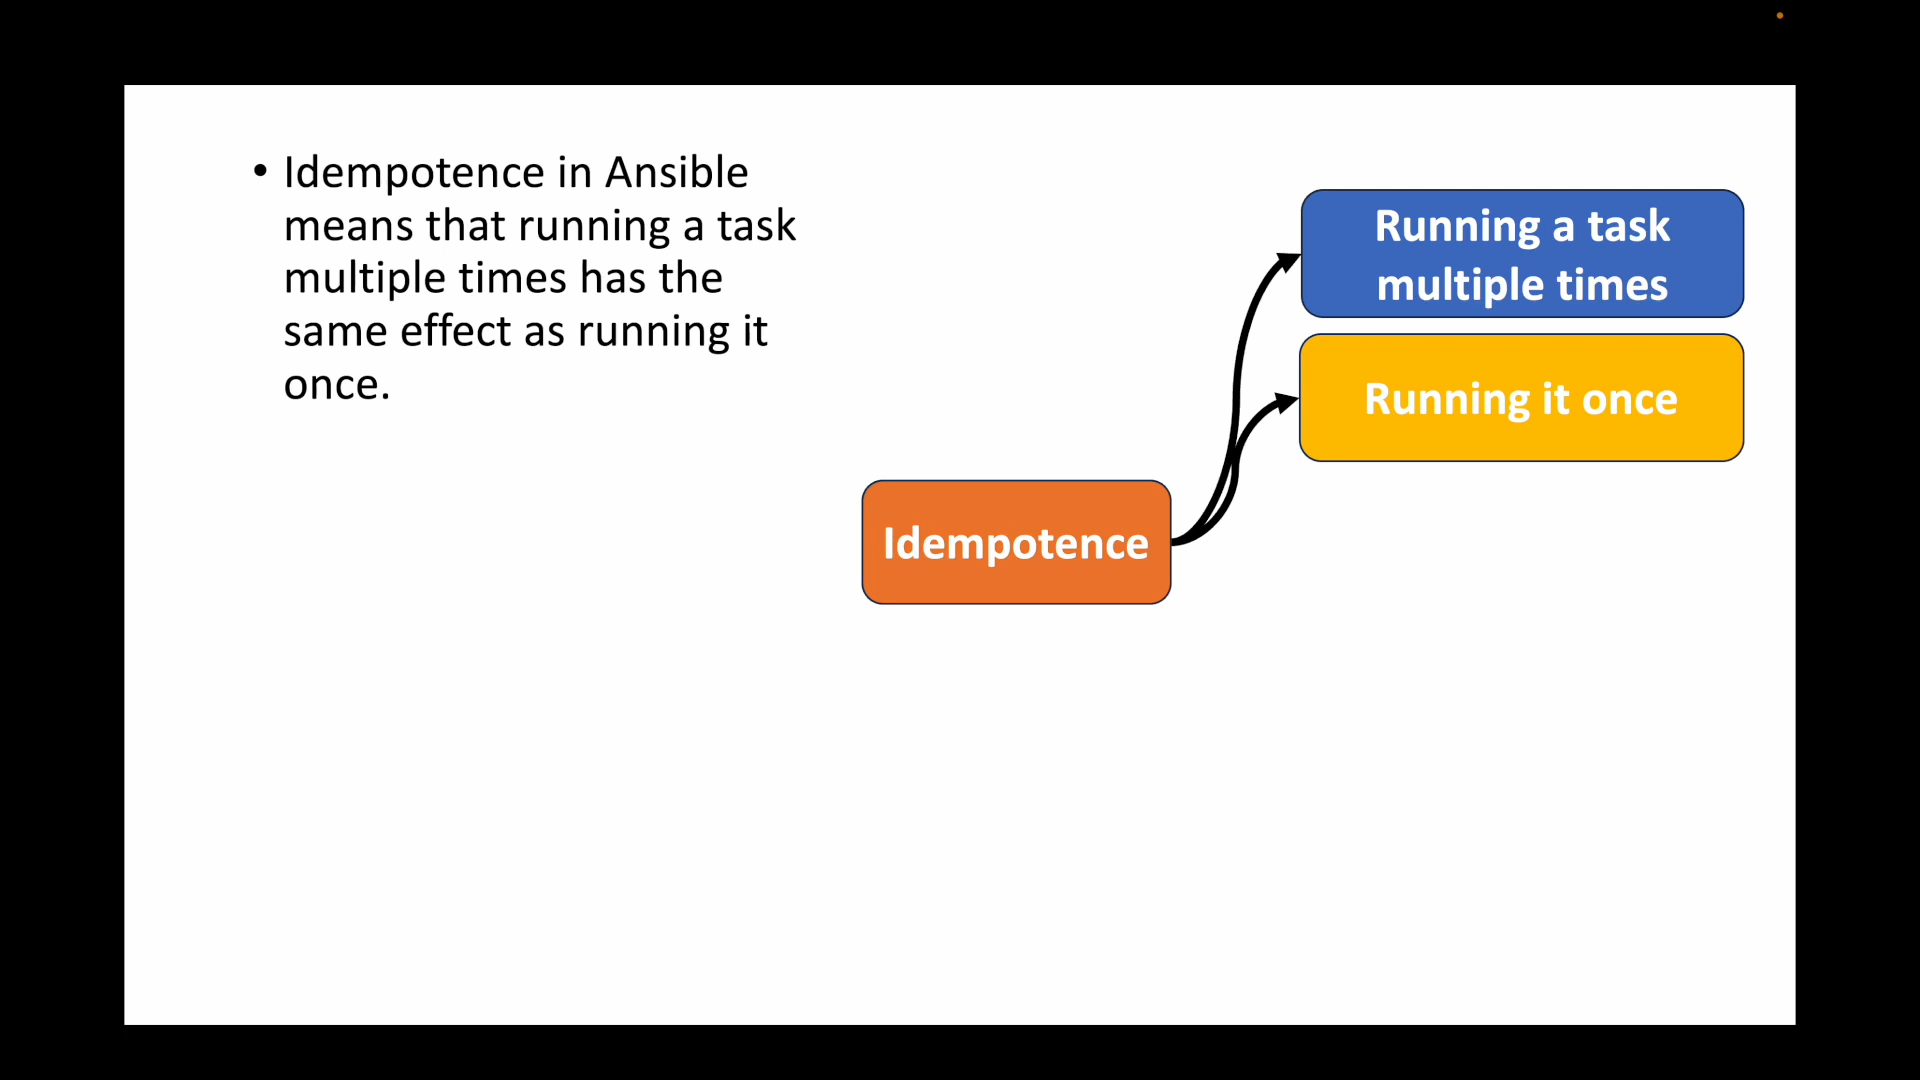 • Idempotence in Ansible
means that running a task
multiple times has the
same effect as running it
once.
Running a task
multiple times
Running it once
Idempotence